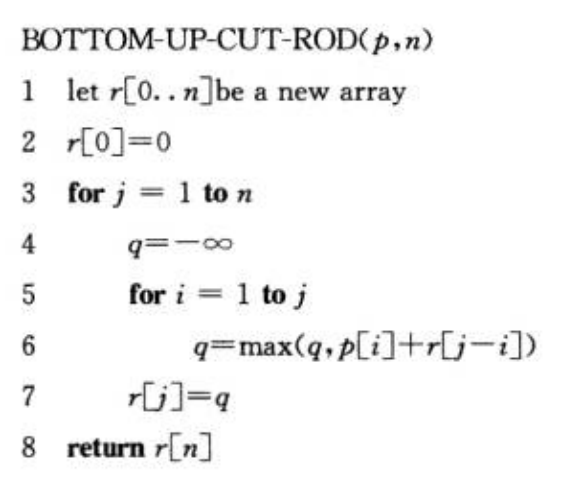 BOTTOM-UP-CUT-ROD(p,n)
1 let r[0..n]be a new array
2 r[0]=0
3 for j = 1 to n
4 q=-∞
5 for i = 1 to j
6 q=max(q,p[i]+r[j-i])
7 r[j]=q
8 return r[n]